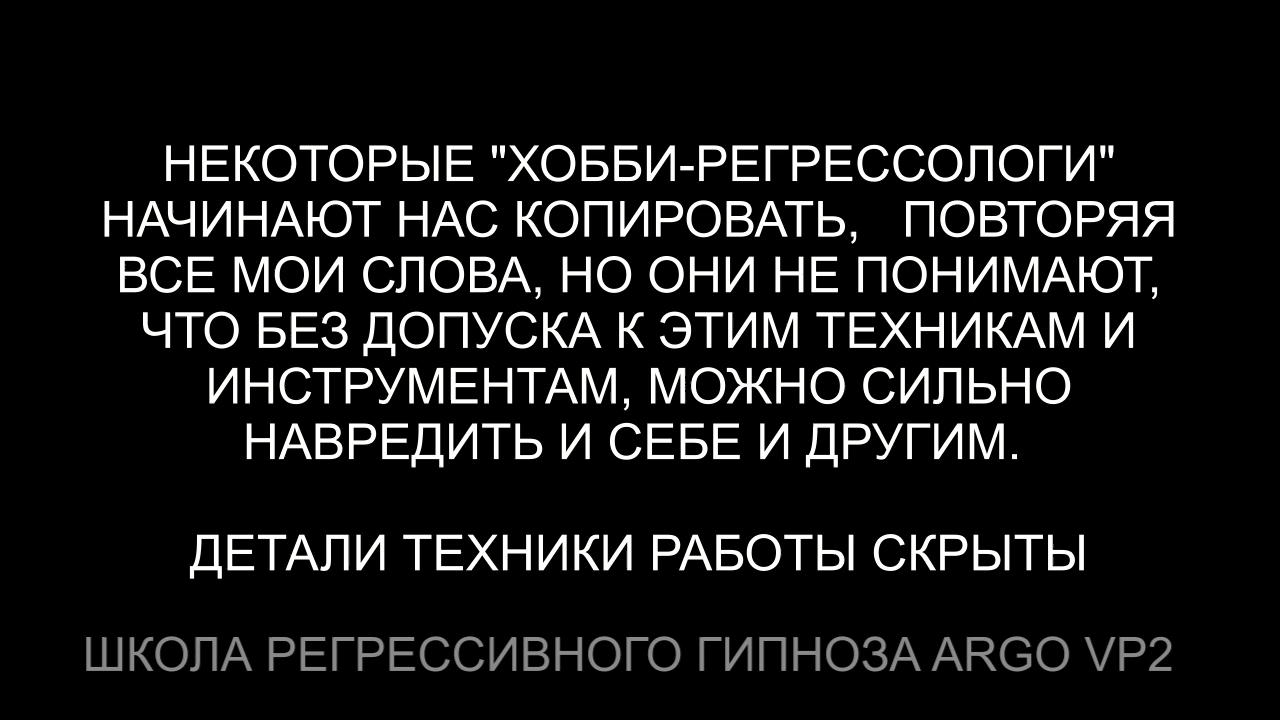 НЕКОТОРЫЕ "ХОББИ-РЕГРЕССОЛОГИ"
НАЧИНАЮТ НАС КОПИРОВАТЬ, ПОВТОРЯЯ
ВСЕ МОИ СЛОВА, НО ОНИ НЕ ПОНИМАЮТ,
ЧТО БЕЗ ДОПУСКА К ЭТИМ ТЕХНИКАМ И
ИНСТРУМЕНТАМ, МОЖНО СИЛЬНО
НАВРЕДИТЬ И СЕБЕ И ДРУГИМ.
ДЕТАЛИ ТЕХНИКИ РАБОТЫ СКРЫТЫ
ШКОЛА РЕГРЕССИВНОГО ГИПНОЗА ARGO VP2